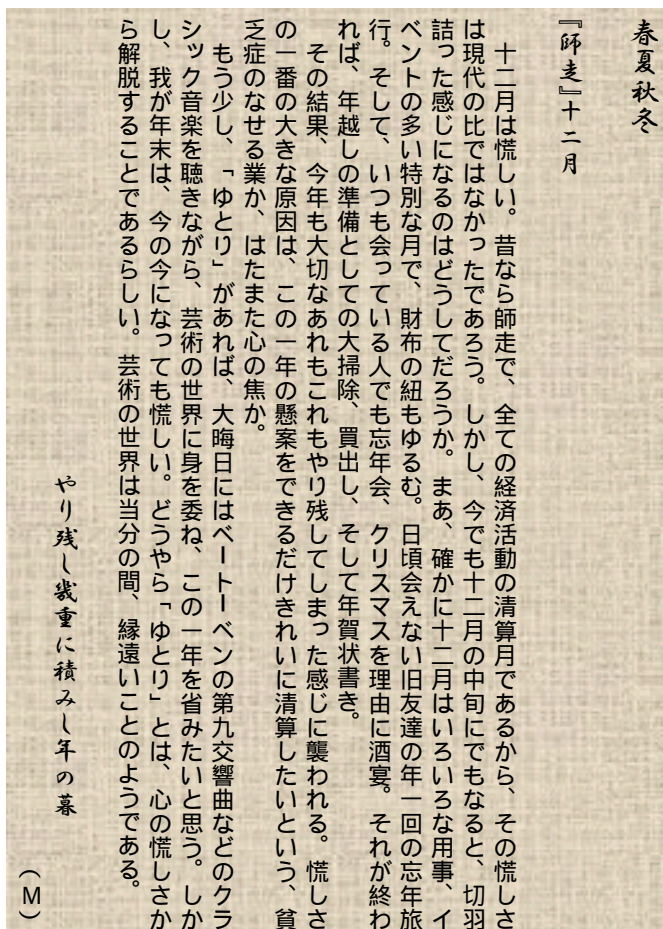 春夏秋冬
『師走』十二月
　十二月は慌しい。昔なら師走で、全ての経済活動の清算月であるから、その慌しさ
は現代の比ではなかったであろう。しかし、今でも十二月の中旬にでもなると、切羽
詰った感じになるのはどうしてだろうか。まあ、確かに十二月はいろいろな用事、イ
ベントの多い特別な月で、財布の紐もゆるむ。日頃会えない旧友達の年一回の忘年旅
行。そして、いつも会っている人でも忘年会、クリスマスを理由に酒宴。それが終わ
れば、年越しの準備としての大掃除、買出し、そして年賀状書き。
　その結果、今年も大切なあれもこれもやり残してしまった感じに襲われる。慌しさ
の一番の大きな原因は、この一年の懸案をできるだけきれいに清算したいという、貧
乏症のなせる業か、はたまた心の焦か。
　もう少し、「ゆとり」があれば、大晦日にはベートーベンの第九交響曲などのクラ
シック音楽を聴きながら、芸術の世界に身を委ね、この一年を省みたいと思う。しか
し、我が年末は、今の今になっても慌しい。どうやら「ゆとり」とは、心の慌しさか
ら解脱することであるらしい。芸術の世界は当分の間、縁遠いことのようである。
やり残し幾重に積みし年の暮
（Ｍ）